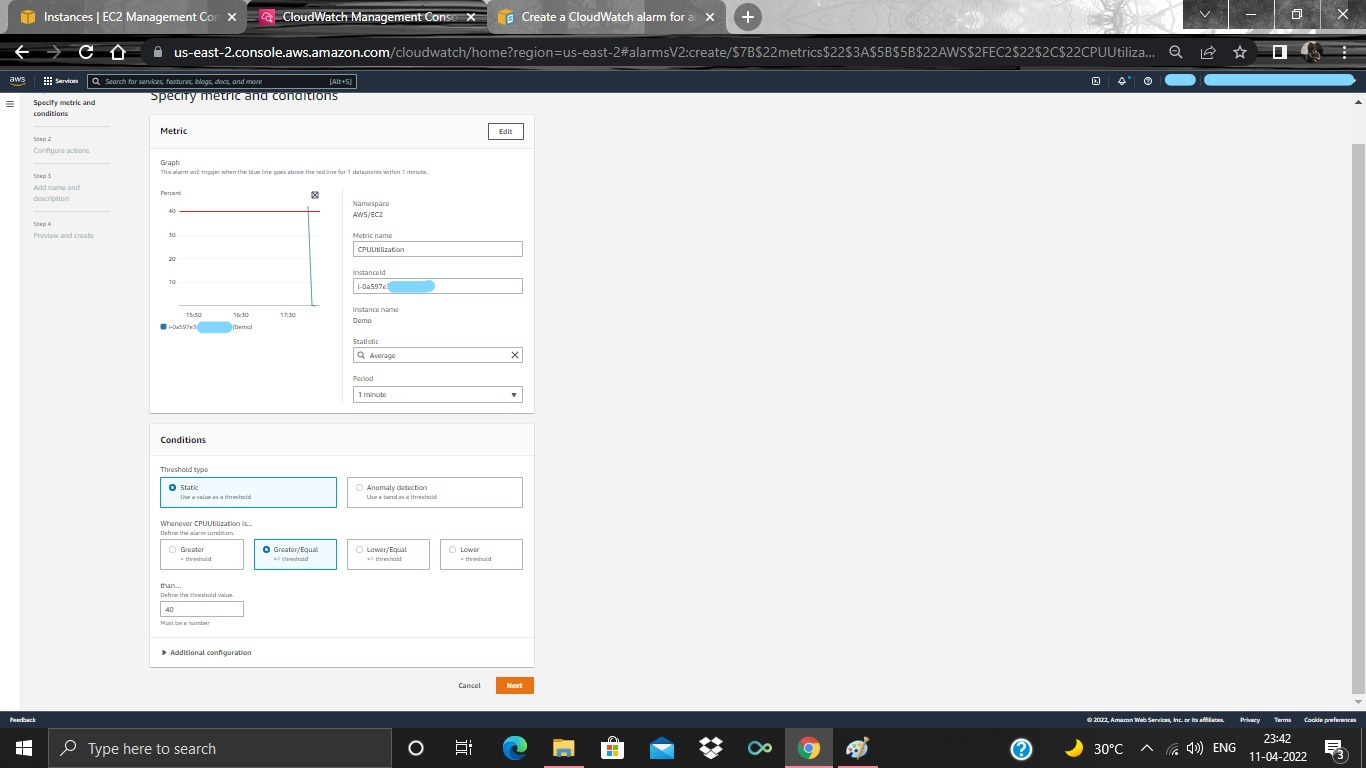 Instances | EC2 Management Cor
CloudWatch Management Conso
Create a CloudWatch alarm for a
us-east-2.console.aws.amazon.com/cloudwatch/home?region=us-east-2#alarmsV2:create/$7B$22metrics$22$3A$5B$5B$22AWS$2FEC2$22$2C$22CPUUtiliza...
aws
Services
Search for services, features, blogs, docs, and more
[Alt+S]
Specify metric and
conditions
Step 2
Configure actions
Step 3
Add name and
description
Step 4
Preview and create
Specify metric and conditions
Metric
Edit
Graph
This alarm will trigger when the blue line goes above the red line for 1 datapoints within 1 minute.
Percent
40
30
20
10
15:30 16:30 17:30
i-0a597e3 (Demo)
Namespace
AWS/EC2
Metric name
CPUUtilization
InstanceId
i-0a597e
Instance name
Demo
Statistic
Average
Period
1 minute
Conditions
Threshold type
Static
Use a value as a threshold
Anomaly detection
Use a band as a threshold
Whenever CPUUtilization is...
Define the alarm condition.
Greater
> threshold
Greater/Equal
>= threshold
Lower/Equal
<= threshold
Lower
< threshold
than...
Define the threshold value.
40
Must be a number
Additional configuration
Cancel
Next
Feedback
© 2022, Amazon Web Services, Inc. or its affiliates.
Privacy
Terms
Cookie preferences
Type here to search
30°C
ENG
23:42
11-04-2022
3